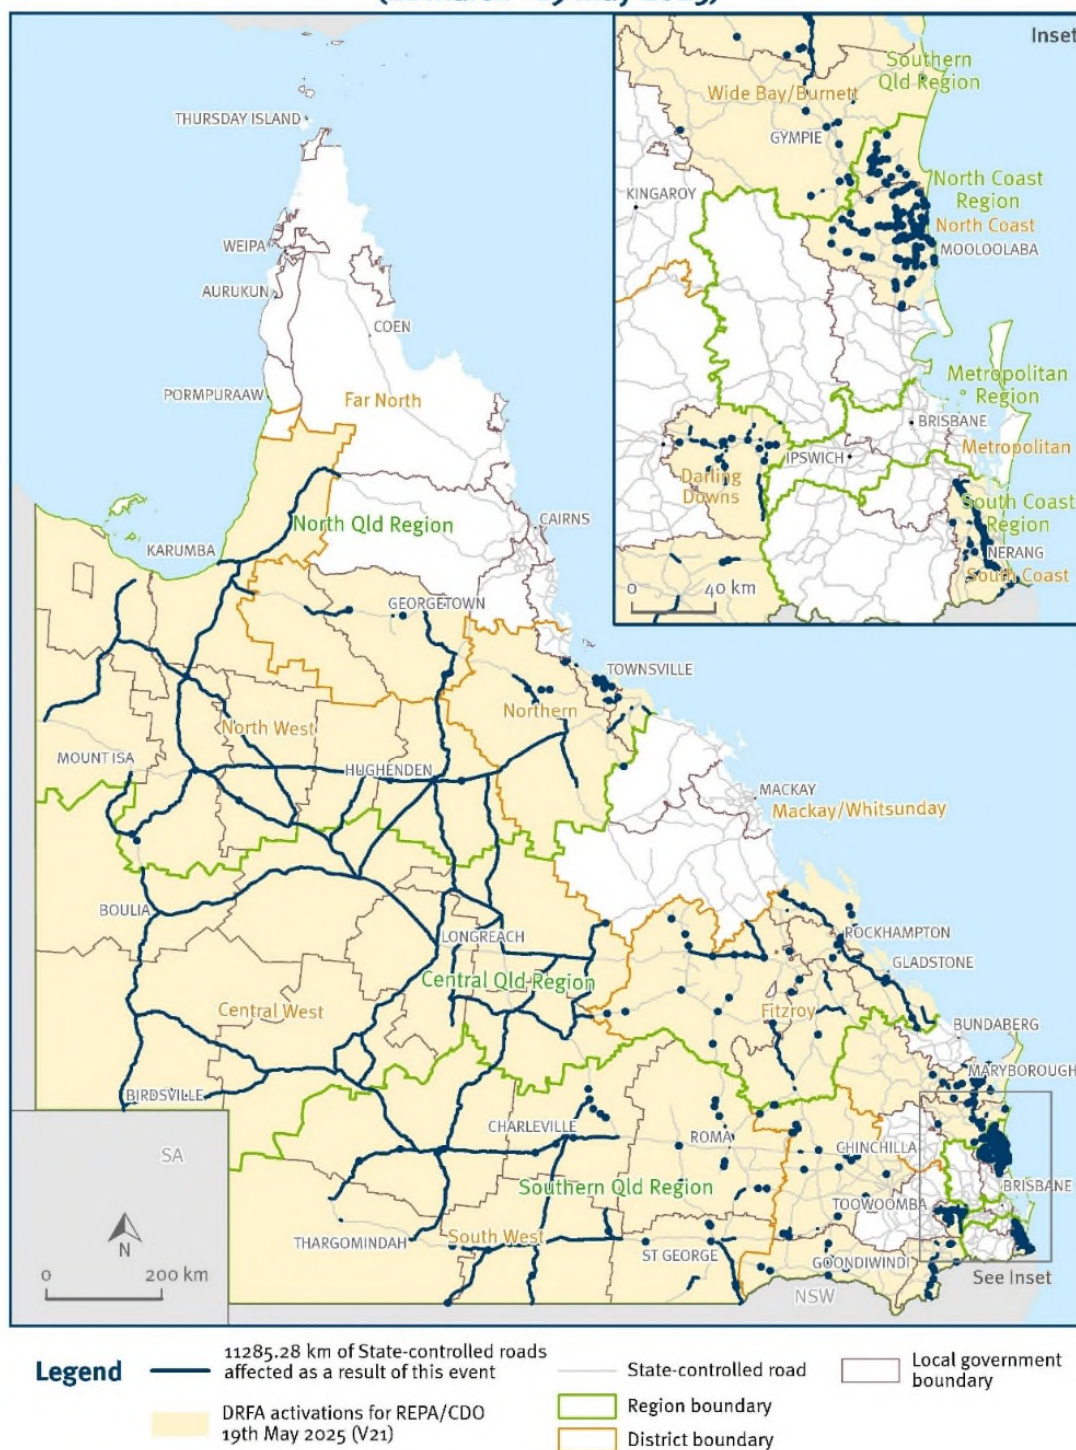 Inset
Southern
Qld Region
Wide Bay/Burnett
GYMPIE
KINGAROY
North Coast
Region
North Coast
MOOLOOLABA
Metropolitan
Region
BRISBANE
Metropolitan
IPSWICH
Darling
Downs
South Coast
Region
NERANG
South Coast
0 40 km
THURSDAY ISLAND
WEIPA
AURUKUN
COEN
PORMPURAAW
Far North
North Qld Region
CAIRNS
KARUMBA
GEORGETOWN
TOWNSVILLE
Northern
North West
MOUNT ISA
HUGHENDEN
MACKAY
Mackay/Whitsunday
BOULIA
LONGREACH
ROCKHAMPTON
GLADSTONE
Central Qld Region
Central West
Fitzroy
BUNDABERG
MARYBOROUGH
BIRDSVILLE
CHARLEVILLE
ROMA
CHINCHILLA
SA
Southern Qld Region
BRISBANE
TOOWOOMBA
South West
THARGOMINDAH
ST GEORGE
GOONDIWINDI
N
0 200 km
NSW
See Inset
Legend
11285.28 km of State-controlled roads
affected as a result of this event
DRFA activations for REPA/CDO
19th May 2025 (V21)
State-controlled road
Region boundary
District boundary
Local government
boundary